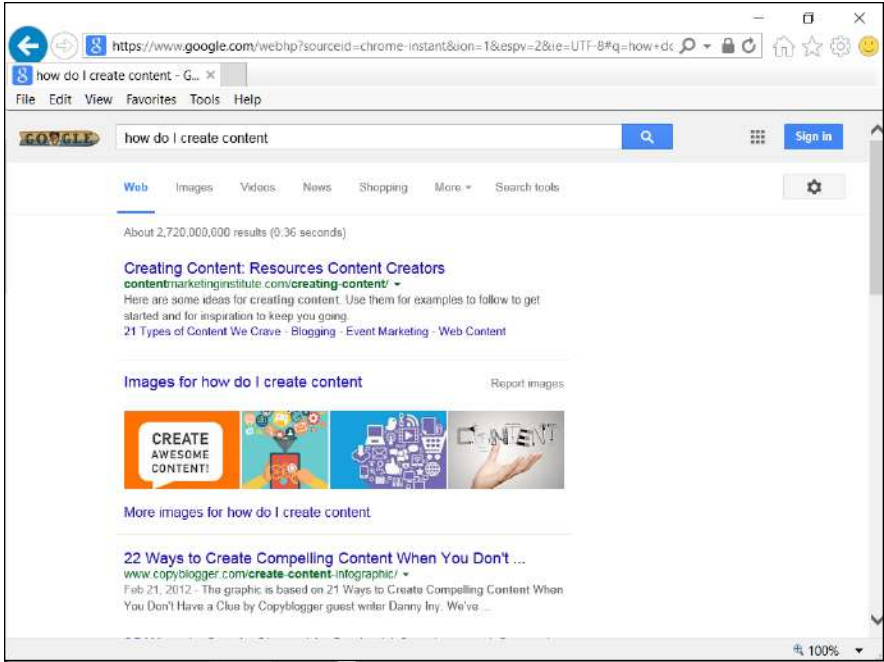 https://www.google.com/webhp?sourceid=chrome-instant&ion=1&espv=2&ie=UTF-8#q=how+dc
how do I create content - G...
File Edit View Favorites Tools Help
GOOGLE
how do I create content
Sign in
Web Images Videos News Shopping More Search tools
About 2,720,000,000 results (0.36 seconds)
Creating Content: Resources Content Creators
contentmarketinginstitute.com/creating-content/
Here are some ideas for creating content. Use them for examples to follow to get
started and for inspiration to keep you going.
21 Types of Content We Crave - Blogging - Event Marketing - Web Content
Images for how do I create content
Report images
CREATE
AWESOME
CONTENT!
CONTENT
More images for how do I create content
22 Ways to Create Compelling Content When You Don't ...
www.copyblogger.com/create-content-infographic/
Feb 21, 2012 - The graphic is based on 21 Ways to Create Compelling Content When
You Don't Have a Clue by Copyblogger guest writer Danny Iny. We've ...
100%